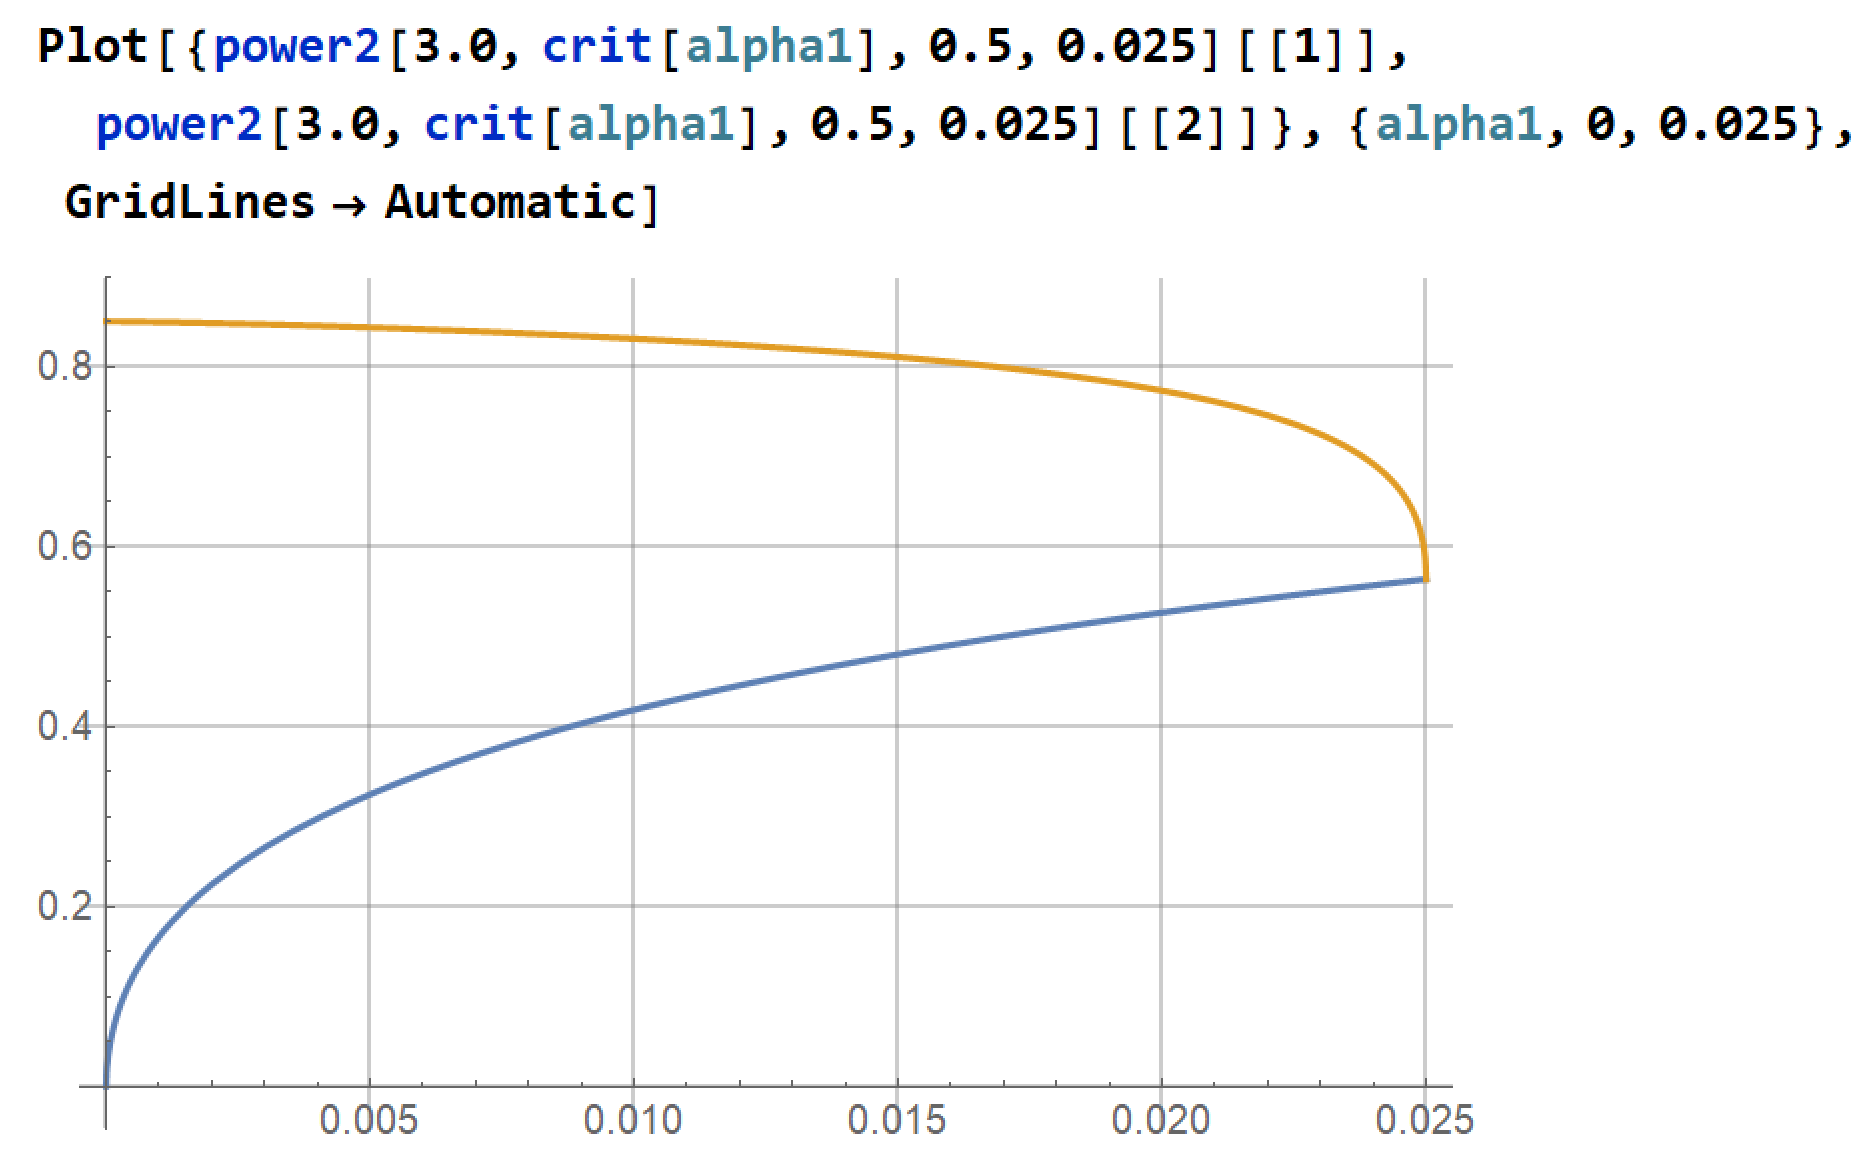 Plot[{power2[3.0, crit[alpha1], 0.5, 0.025][[1]],
power2[3.0, crit[alpha1], 0.5, 0.025][[2]]}, {alpha1, 0, 0.025},
GridLines → Automatic]
0.8
0.6
0.4
0.2
0.005 0.010 0.015 0.020 0.025